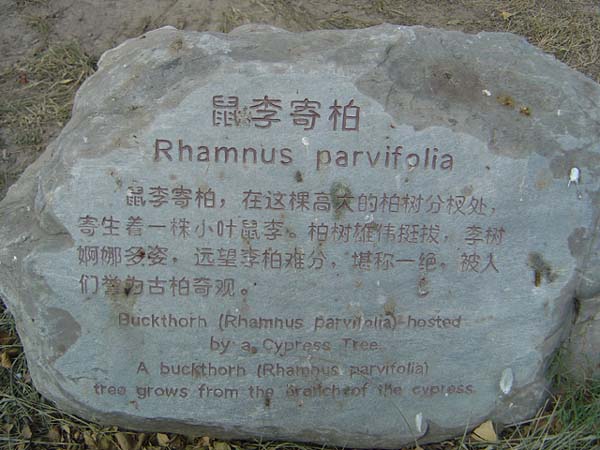 鼠李寄柏
Rhamnus parvifolia
鼠李寄柏，在这棵高大的柏树分杈处，
寄生着一株小叶鼠李。柏树雄伟挺拔，李树
婀娜多姿，远望李柏难分，堪称一绝，被人
们誉为古柏奇观。
Buckthorn (Rhamnus parvifolia) hosted
by a Cypress Tree.
A buckthorn (Rhamnus parvifolia)
tree grows from the branch of the cypress.